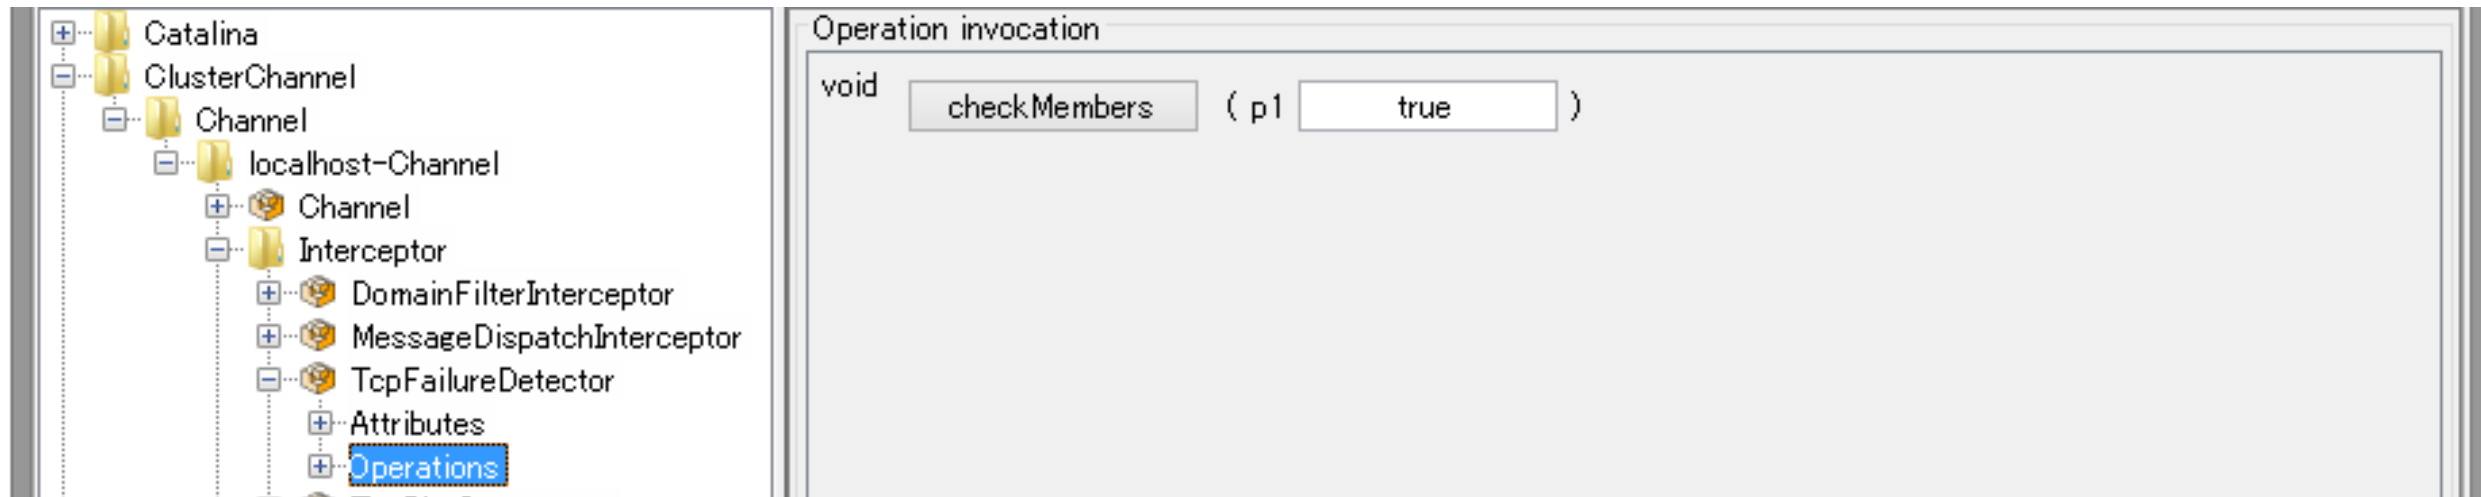 Catalina
ClusterChannel
Channel
localhost-Channel
Channel
Interceptor
DomainFilterInterceptor
MessageDispatchInterceptor
TcpFailureDetector
Attributes
Operations
Operation invocation
void checkMembers ( p1 true )